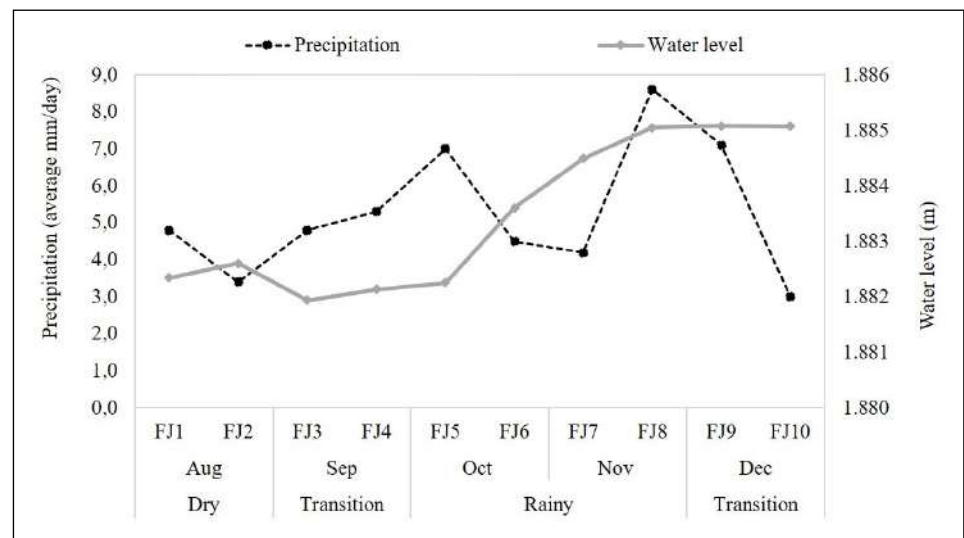 Precipitation Water level
Precipitation (average mm/day)
9,0
8,0
7,0
6,0
5,0
4,0
3,0
2,0
1,0
0,0
1.886
1.885
1.884
1.883
1.882
1.881
1.880
Water level (m)
FJ1 FJ2 FJ3 FJ4 FJ5 FJ6 FJ7 FJ8 FJ9 FJ10
Aug Sep Oct Nov Dec
Dry Transition Rainy Transition